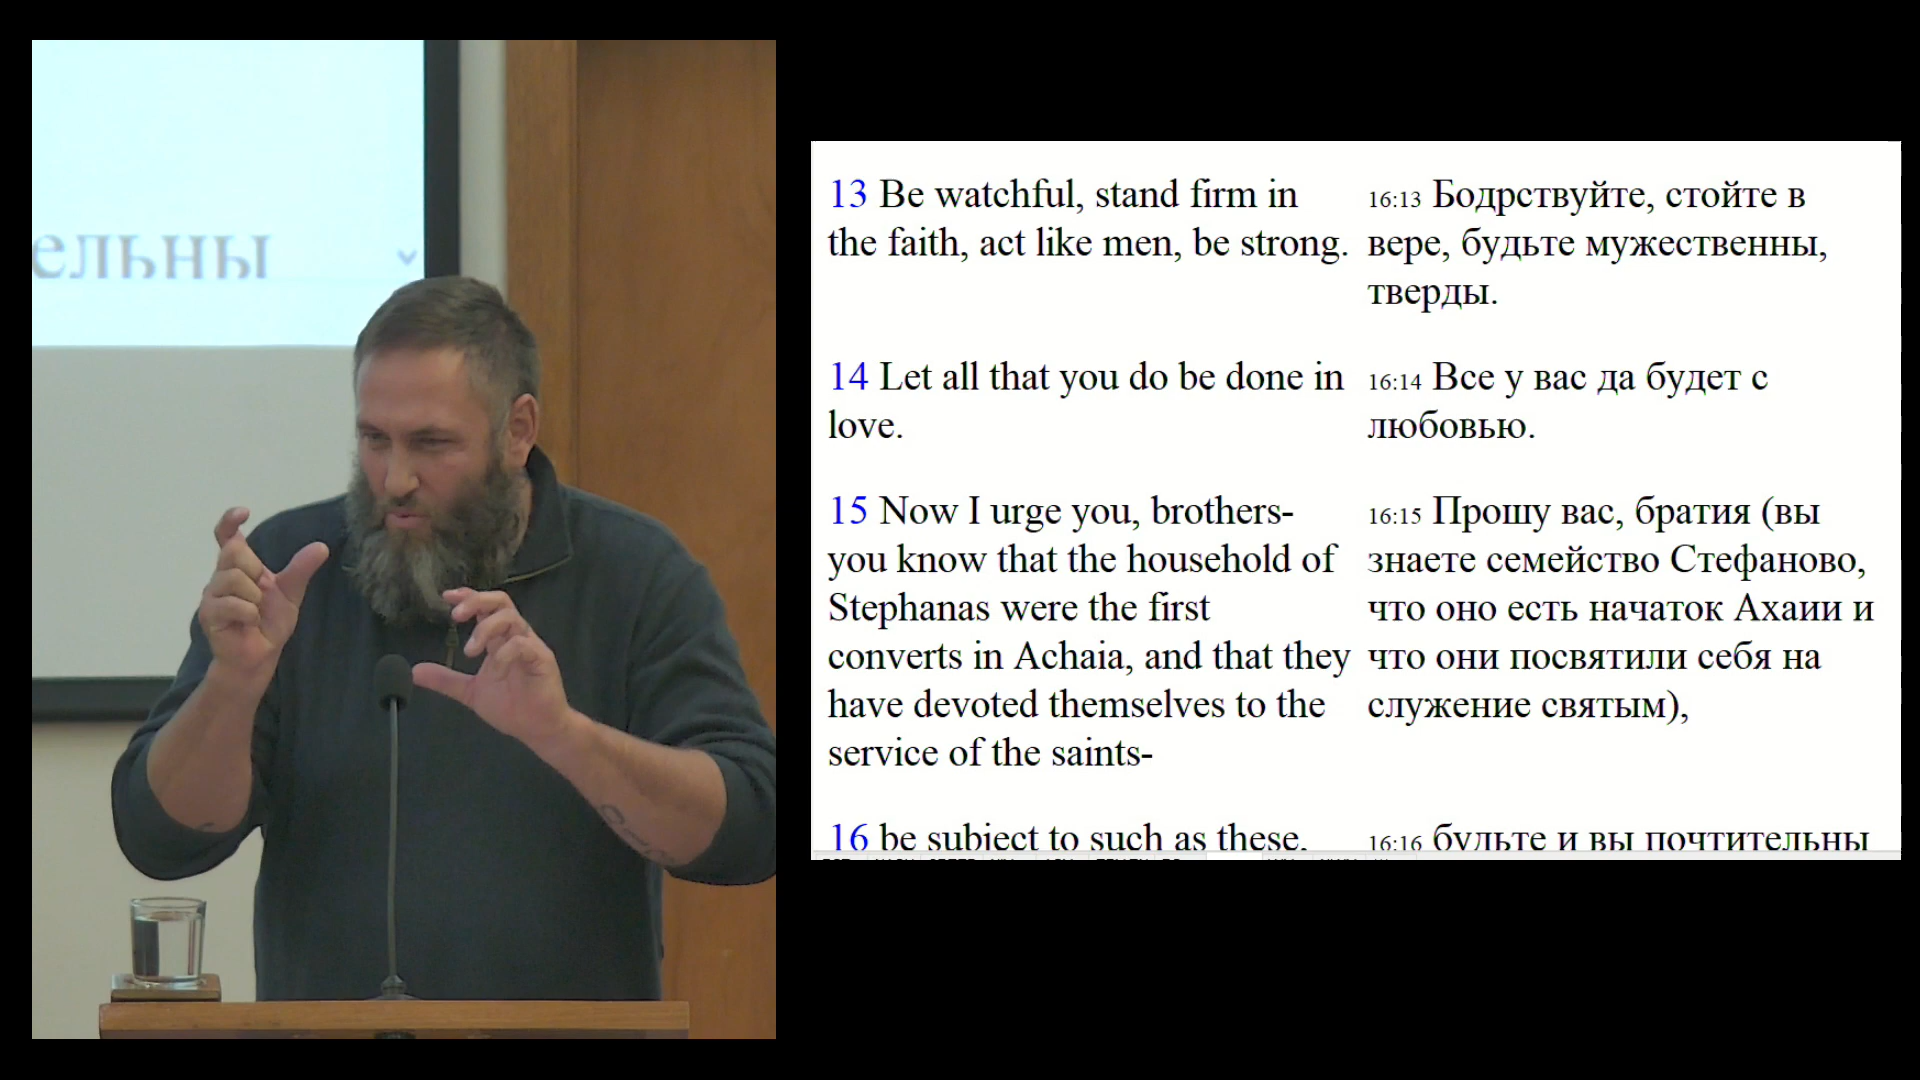 ельны
13 Be watchful, stand firm in
the faith, act like men, be strong.
14 Let all that you do be done in
love.
15 Now I urge you, brothers-
you know that the household of
Stephanas were the first
converts in Achaia, and that they
have devoted themselves to the
service of the saints-
16 be subject to such as these,
16:13 Бодрствуйте, стойте в
вере, будьте мужественны,
тверды.
16:14 Все у вас да будет с
любовью.
16:15 Прошу вас, братия (вы
знаете семейство Стефаново,
что оно есть начаток Ахаии и
что они посвятили себя на
служение святым),
16:16 будьте и вы почтительны